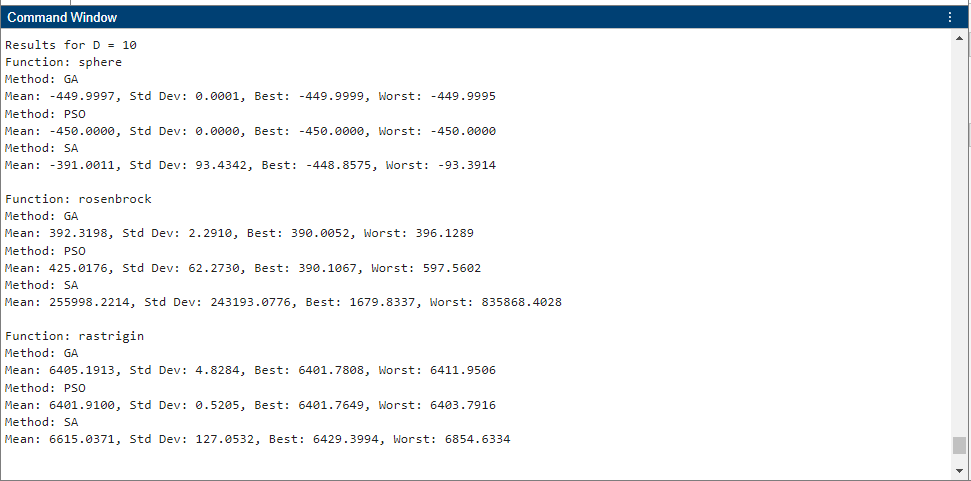 Command Window
Results for D = 10
Function: sphere
Method: GA
Mean: -449.9997, Std Dev: 0.0001, Best: -449.9999, Worst: -449.9995
Method: PSO
Mean: -450.0000, Std Dev: 0.0000, Best: -450.0000, Worst: -450.0000
Method: SA
Mean: -391.0011, Std Dev: 93.4342, Best: -448.8575, Worst: -93.3914
Function: rosenbrock
Method: GA
Mean: 392.3198, Std Dev: 2.2910, Best: 390.0052, Worst: 396.1289
Method: PSO
Mean: 425.0176, Std Dev: 62.2730, Best: 390.1067, Worst: 597.5602
Method: SA
Mean: 255998.2214, Std Dev: 243193.0776, Best: 1679.8337, Worst: 835868.4028
Function: rastrigin
Method: GA
Mean: 6405.1913, Std Dev: 4.8284, Best: 6401.7808, Worst: 6411.9506
Method: PSO
Mean: 6401.9100, Std Dev: 0.5205, Best: 6401.7649, Worst: 6403.7916
Method: SA
Mean: 6615.0371, Std Dev: 127.0532, Best: 6429.3994, Worst: 6854.6334